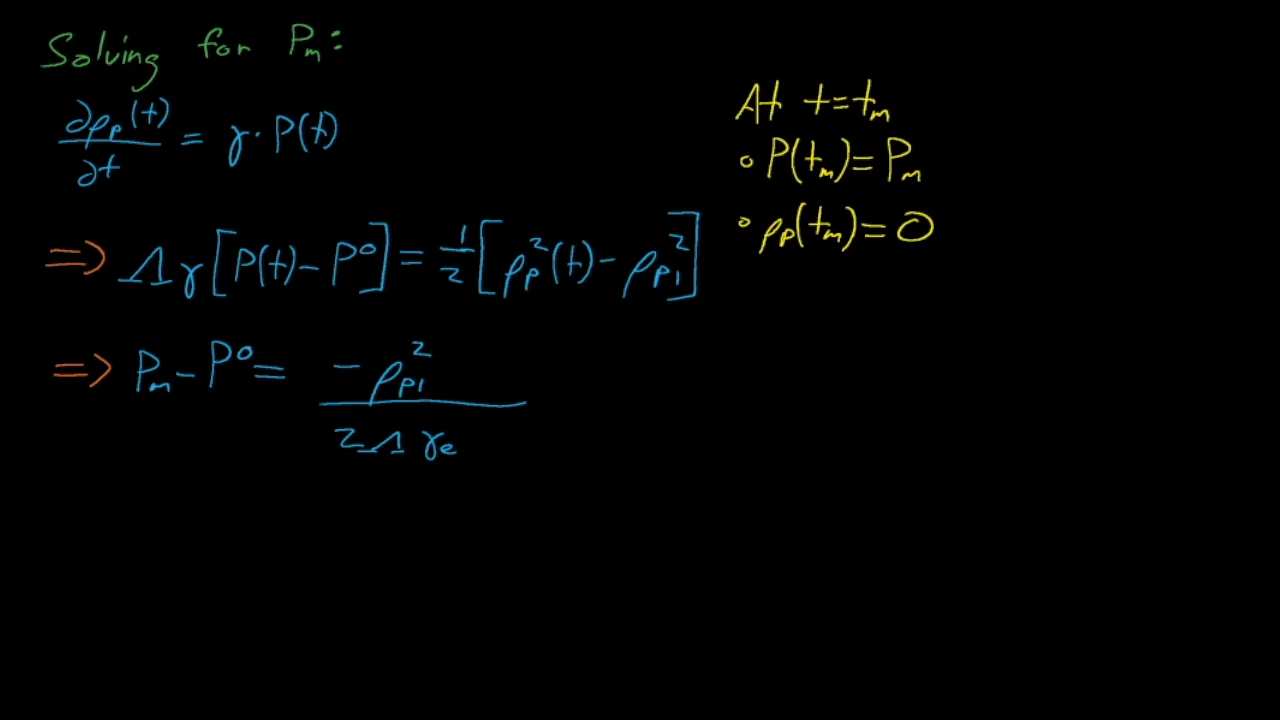 Solving for Pₘ:
∂ρₚ(t)/∂t = γ · P(t)
=> Λγ[P(t) − P⁰] = 1/2[ρₚ²(t) − ρₚ₁²]
=> Pₘ − P⁰ = −ρₚ₁² / 2Λγₑ
At t=tₘ
∘ P(tₘ)=Pₘ
∘ ρₚ(tₘ)=0